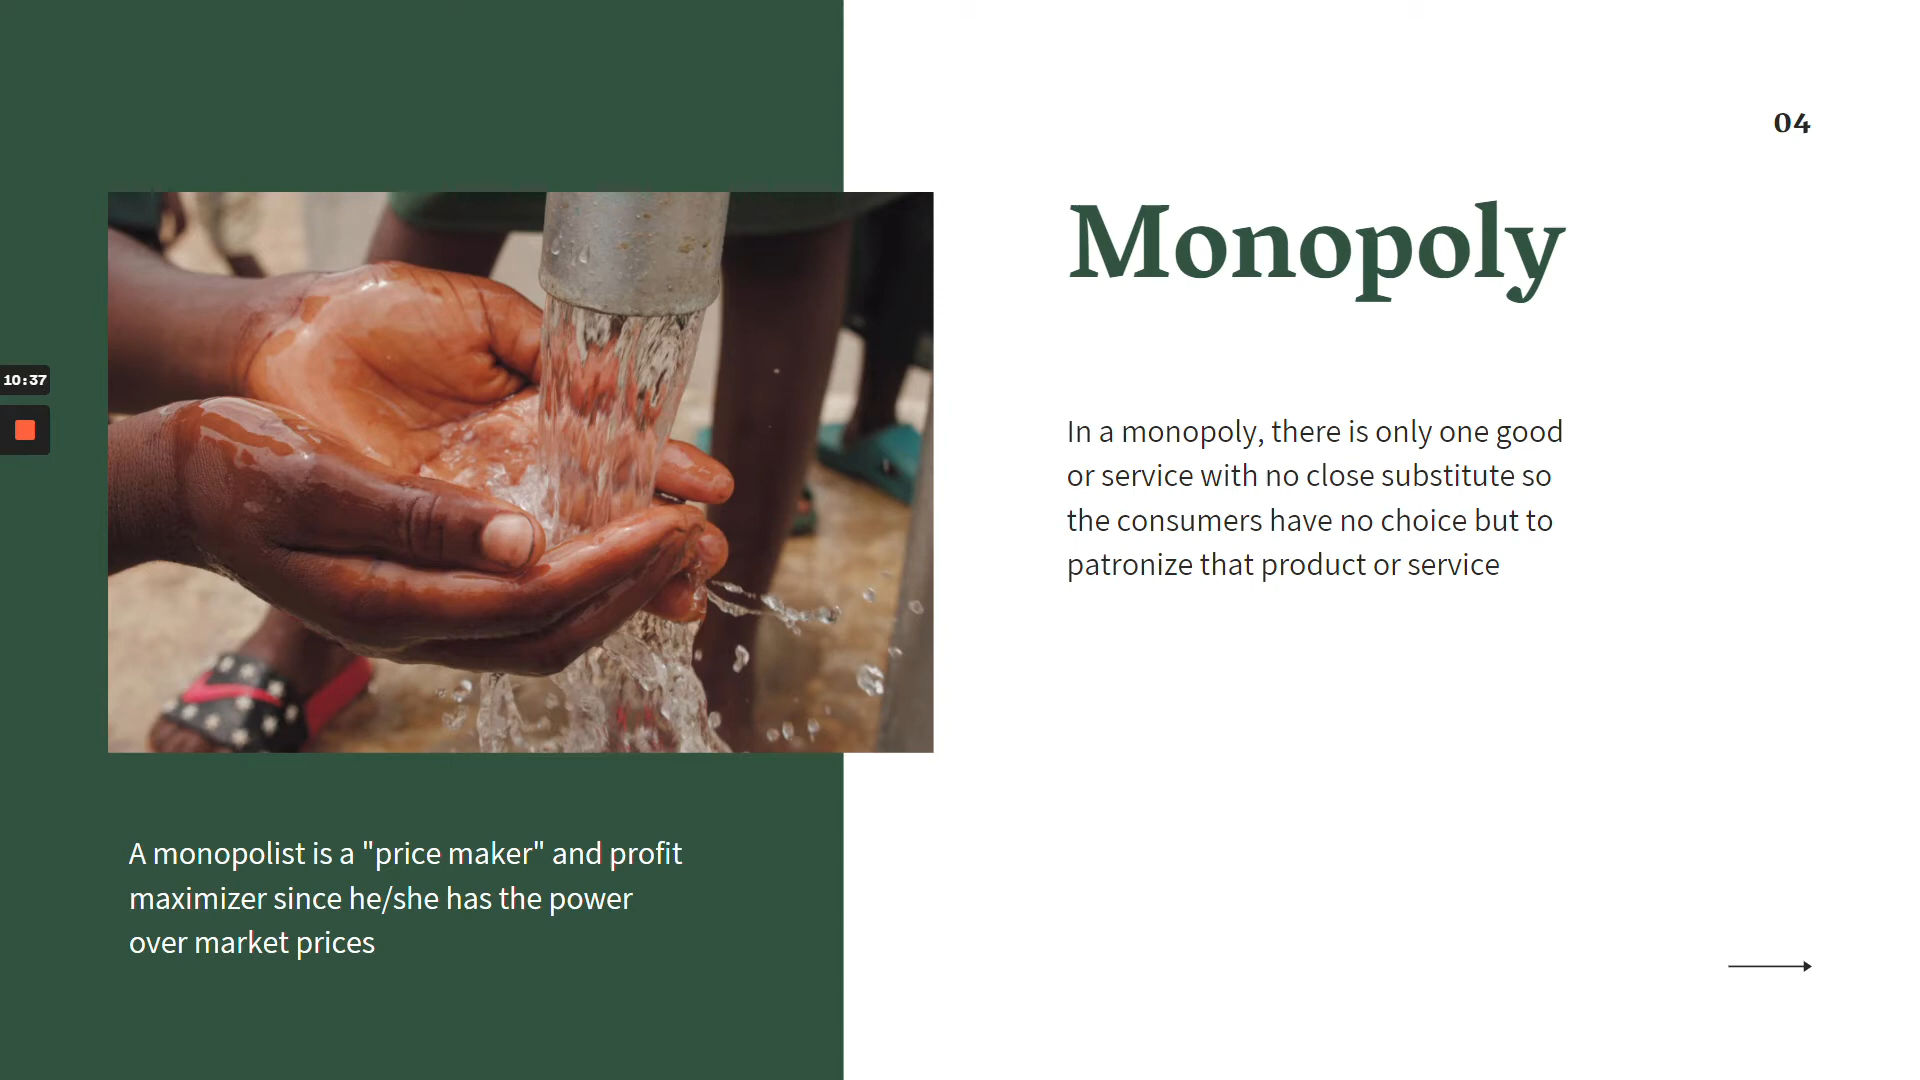 04
Monopoly
10:37
In a monopoly, there is only one good
or service with no close substitute so
the consumers have no choice but to
patronize that product or service
A monopolist is a "price maker" and profit
maximizer since he/she has the power
over market prices